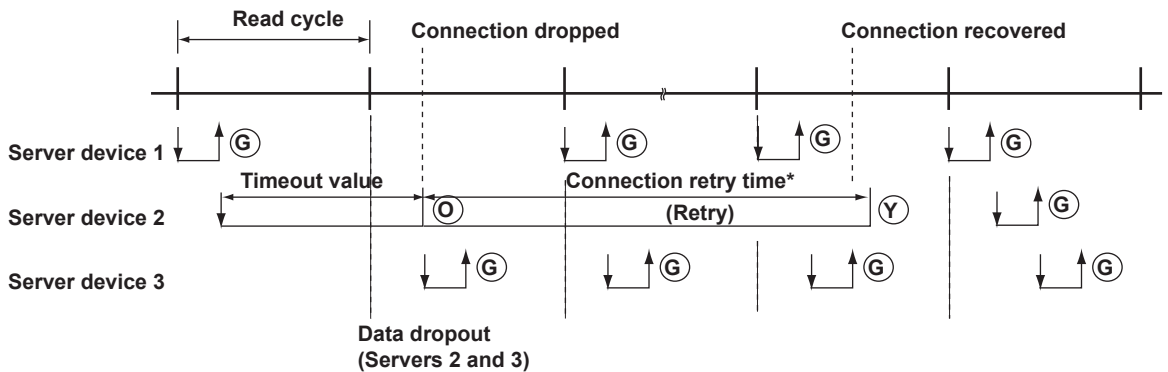 Read cycle
Connection dropped
Connection recovered
Server device 1
G
G
G
G
Timeout value
Connection retry time*
Server device 2
O
(Retry)
Y
G
Server device 3
G
G
G
G
Data dropout
(Servers 2 and 3)